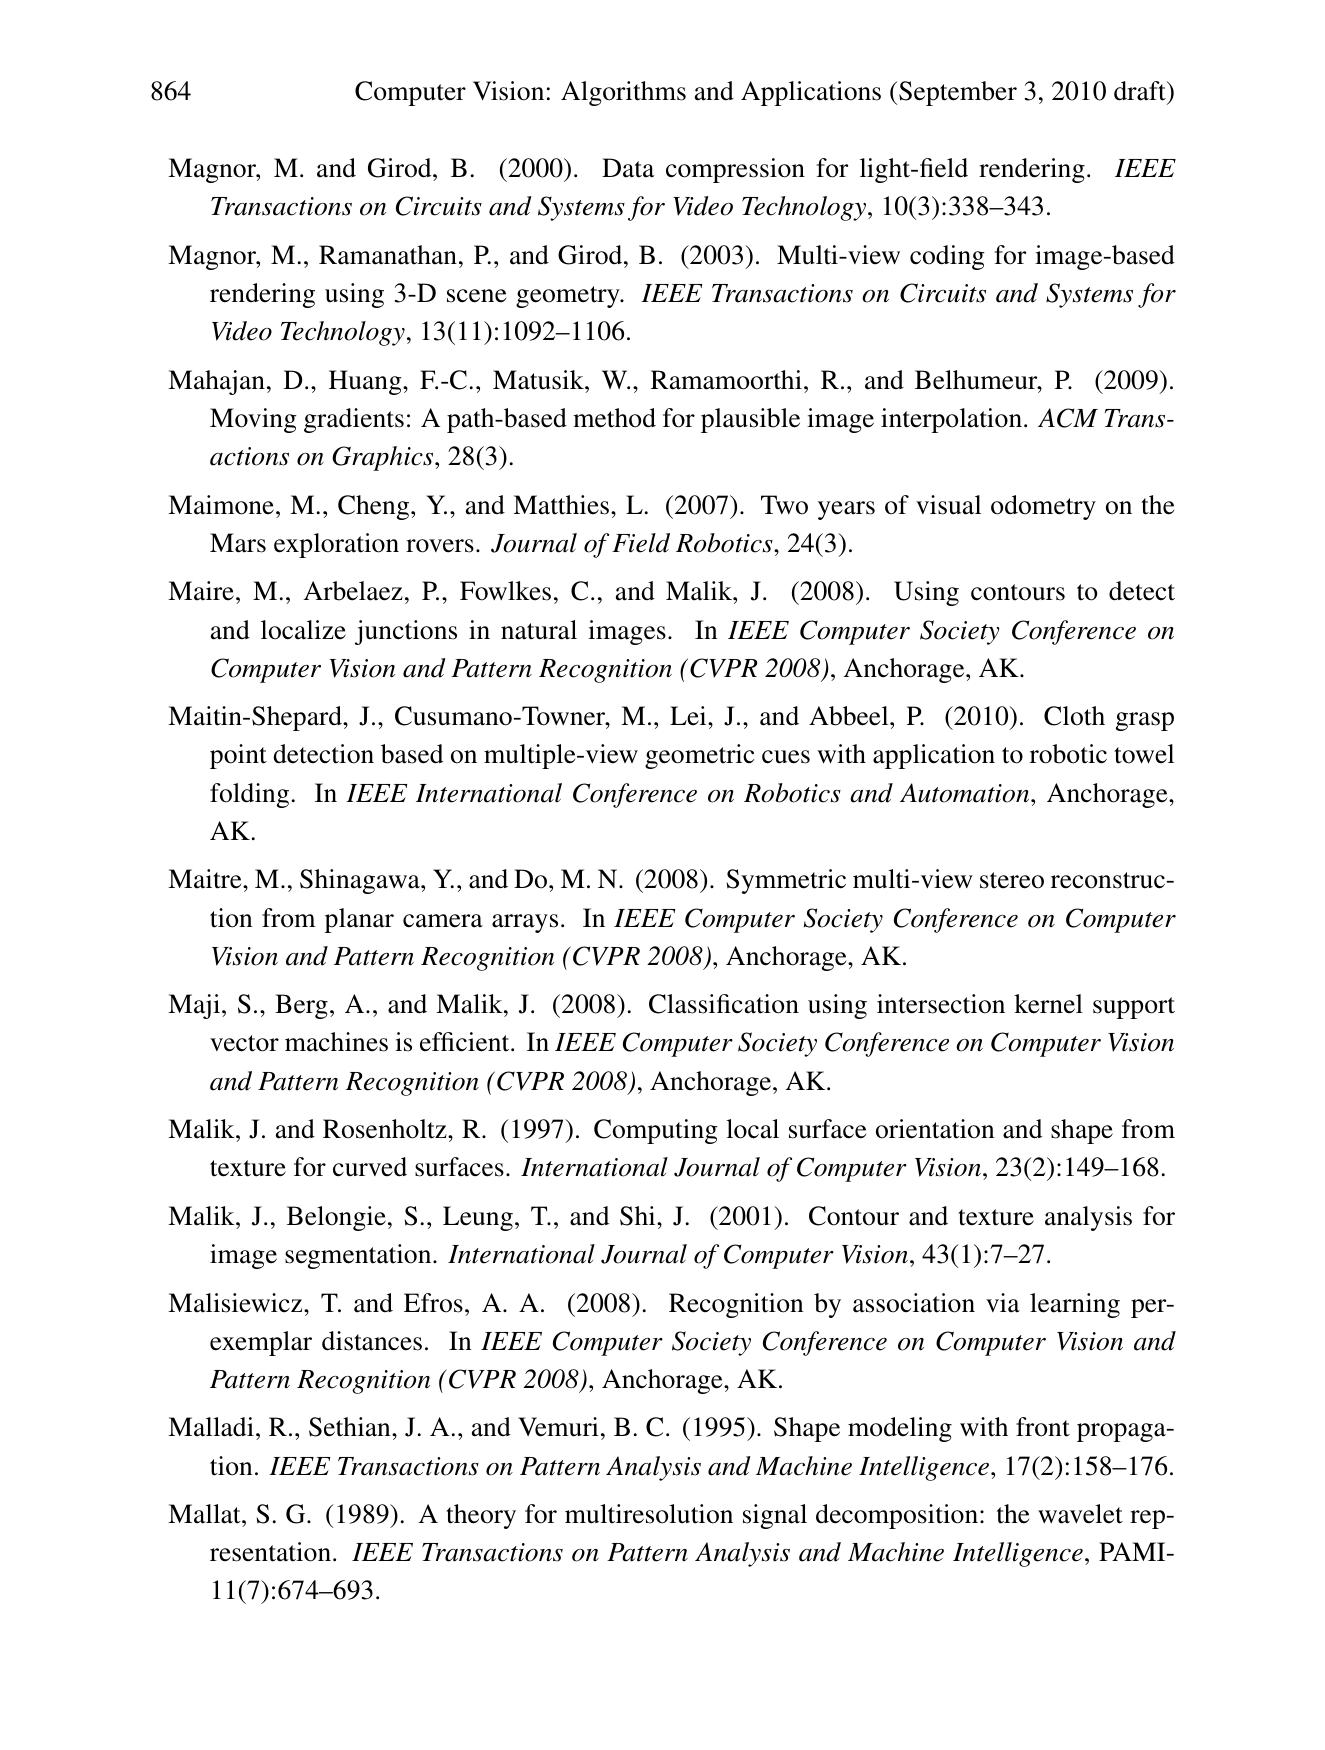 864 Computer Vision: Algorithms and Applications (September 3, 2010 draft)
Magnor, M. and Girod, B. (2000). Data compression for light-field rendering. IEEE
Transactions on Circuits and Systems for Video Technology, 10(3):338–343.
Magnor, M., Ramanathan, P., and Girod, B. (2003). Multi-view coding for image-based
rendering using 3-D scene geometry. IEEE Transactions on Circuits and Systems for
Video Technology, 13(11):1092–1106.
Mahajan, D., Huang, F.-C., Matusik, W., Ramamoorthi, R., and Belhumeur, P. (2009).
Moving gradients: A path-based method for plausible image interpolation. ACM Trans-
actions on Graphics, 28(3).
Maimone, M., Cheng, Y., and Matthies, L. (2007). Two years of visual odometry on the
Mars exploration rovers. Journal of Field Robotics, 24(3).
Maire, M., Arbelaez, P., Fowlkes, C., and Malik, J. (2008). Using contours to detect
and localize junctions in natural images. In IEEE Computer Society Conference on
Computer Vision and Pattern Recognition (CVPR 2008), Anchorage, AK.
Maitin-Shepard, J., Cusumano-Towner, M., Lei, J., and Abbeel, P. (2010). Cloth grasp
point detection based on multiple-view geometric cues with application to robotic towel
folding. In IEEE International Conference on Robotics and Automation, Anchorage,
AK.
Maitre, M., Shinagawa, Y., and Do, M. N. (2008). Symmetric multi-view stereo reconstruc-
tion from planar camera arrays. In IEEE Computer Society Conference on Computer
Vision and Pattern Recognition (CVPR 2008), Anchorage, AK.
Maji, S., Berg, A., and Malik, J. (2008). Classification using intersection kernel support
vector machines is efficient. In IEEE Computer Society Conference on Computer Vision
and Pattern Recognition (CVPR 2008), Anchorage, AK.
Malik, J. and Rosenholtz, R. (1997). Computing local surface orientation and shape from
texture for curved surfaces. International Journal of Computer Vision, 23(2):149–168.
Malik, J., Belongie, S., Leung, T., and Shi, J. (2001). Contour and texture analysis for
image segmentation. International Journal of Computer Vision, 43(1):7–27.
Malisiewicz, T. and Efros, A. A. (2008). Recognition by association via learning per-
exemplar distances. In IEEE Computer Society Conference on Computer Vision and
Pattern Recognition (CVPR 2008), Anchorage, AK.
Malladi, R., Sethian, J. A., and Vemuri, B. C. (1995). Shape modeling with front propaga-
tion. IEEE Transactions on Pattern Analysis and Machine Intelligence, 17(2):158–176.
Mallat, S. G. (1989). A theory for multiresolution signal decomposition: the wavelet rep-
resentation. IEEE Transactions on Pattern Analysis and Machine Intelligence, PAMI-
11(7):674–693.